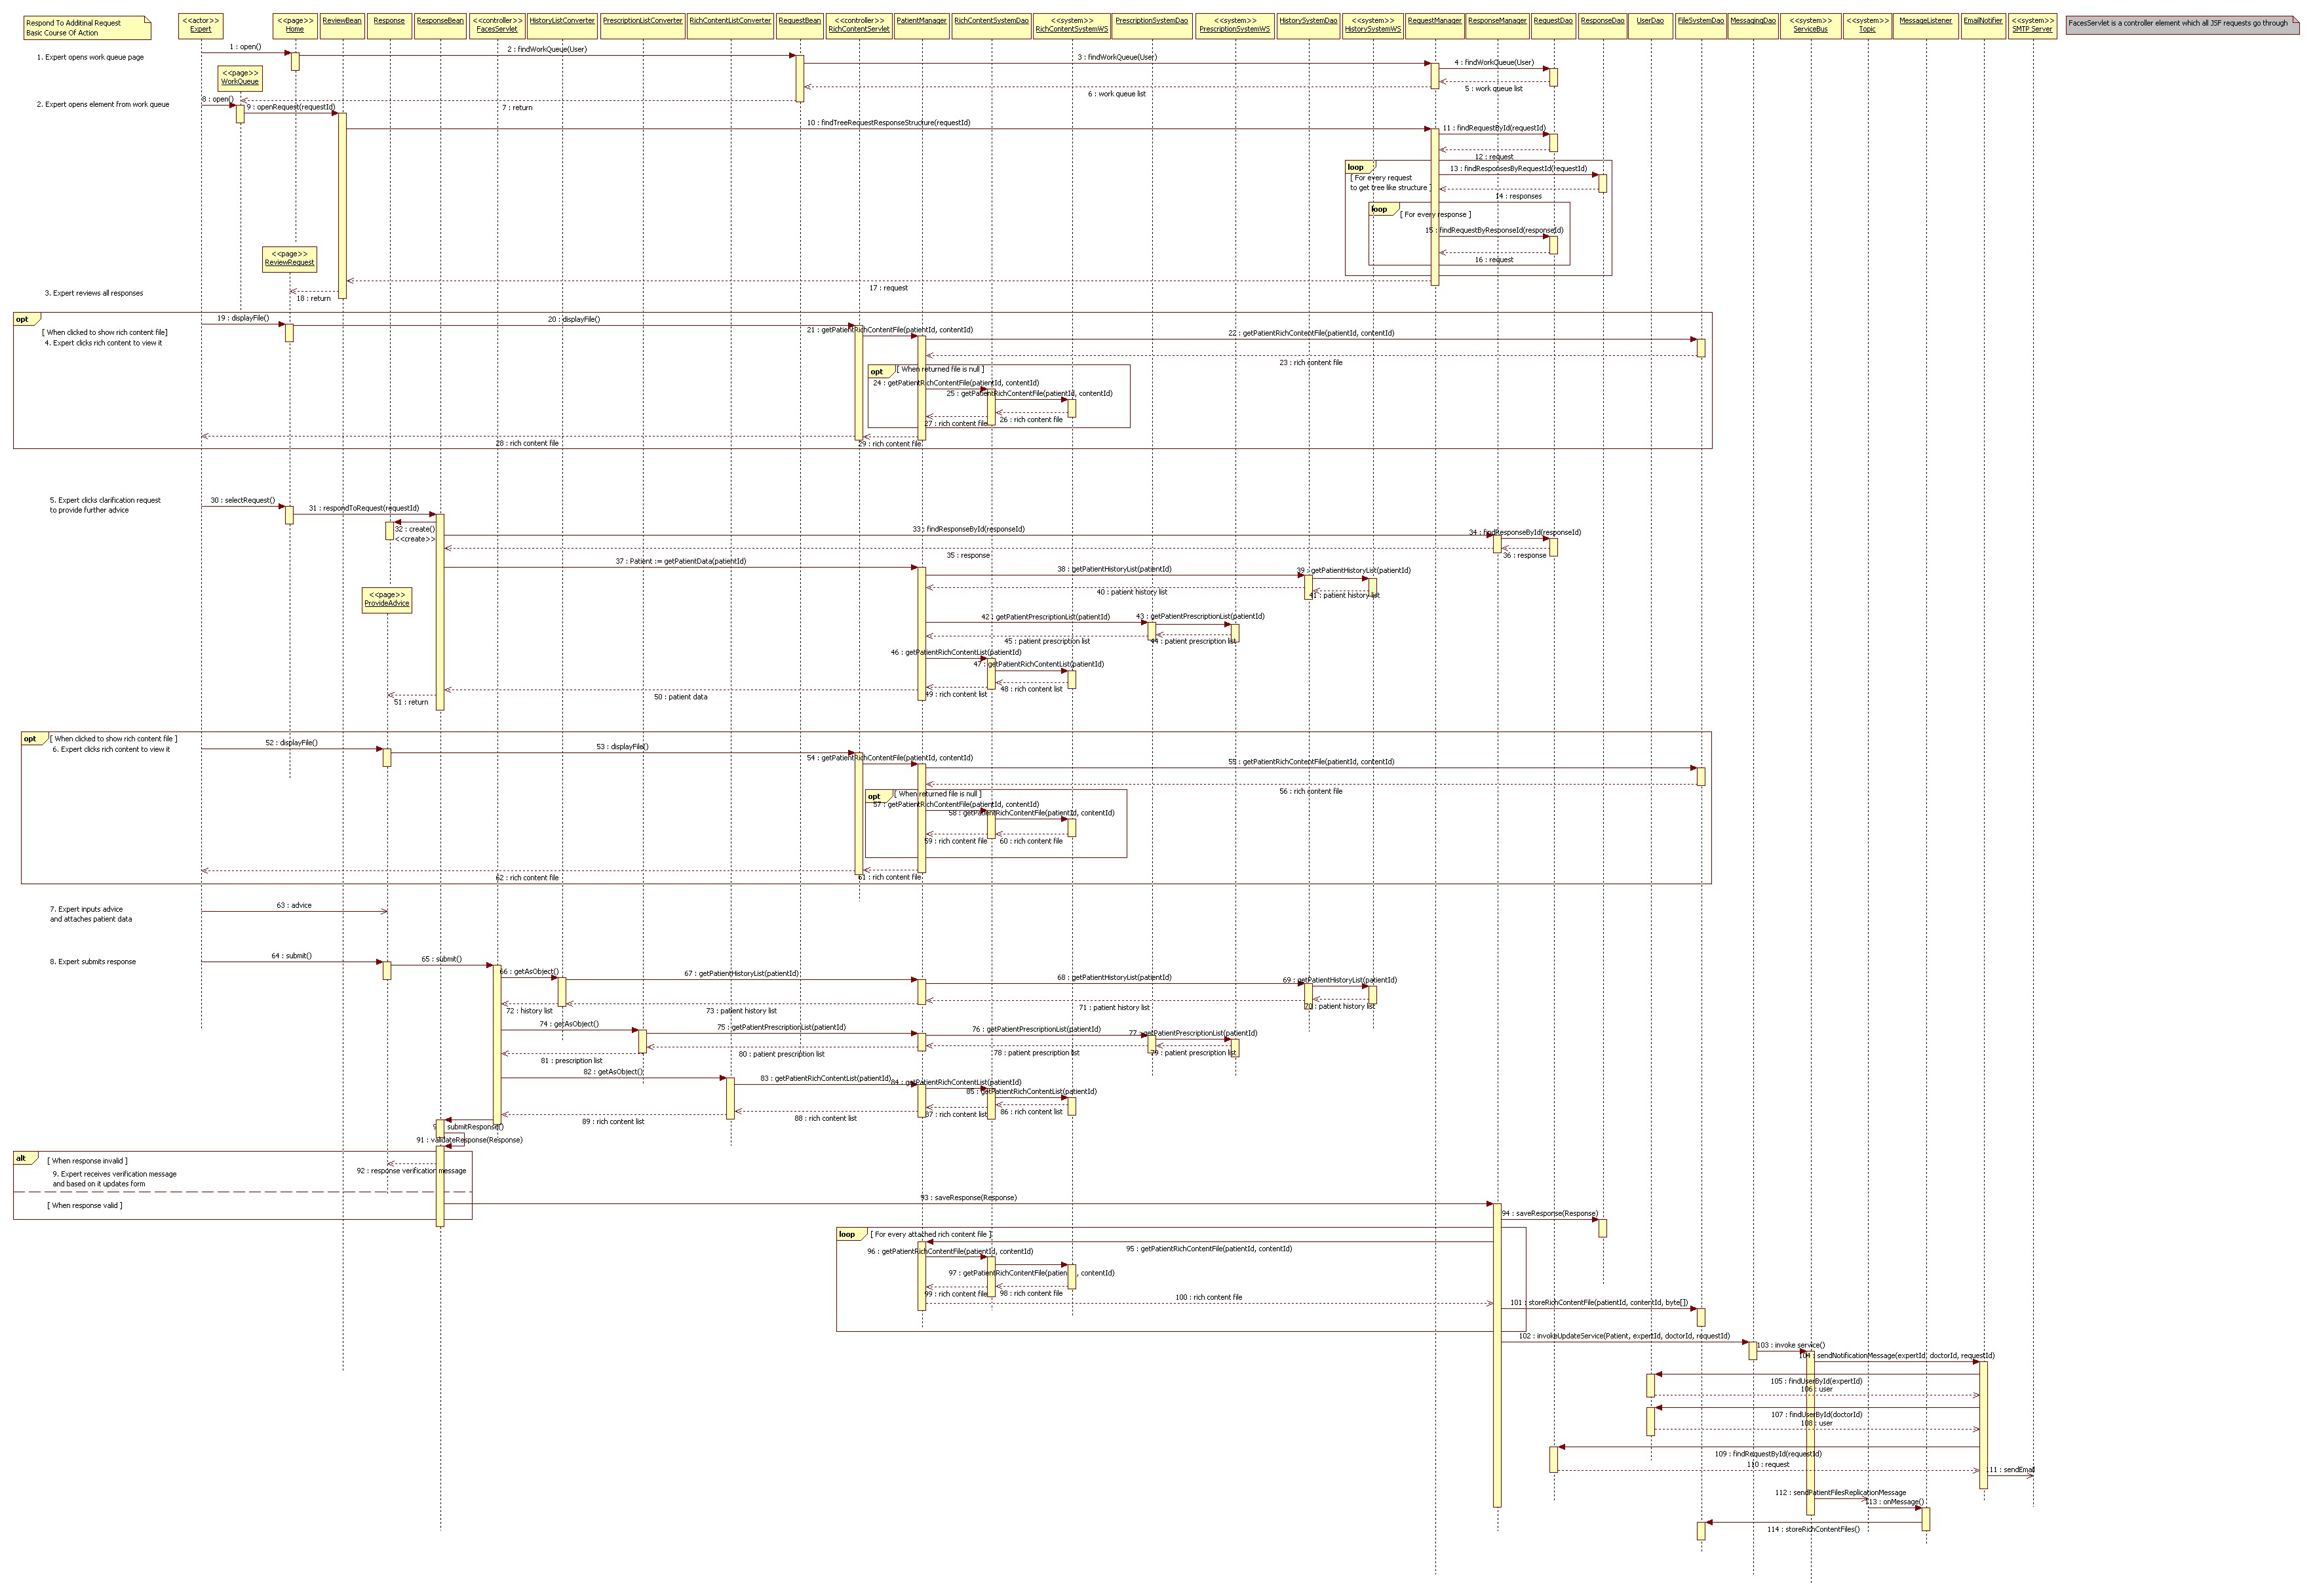 Respond To Additinal Request
Basic Course Of Action
<<actor>>
Expert
<<page>>
Home
ReviewBean
Response
ResponseBean
<<controller>>
FacesServlet
HistoryListConverter
PrescriptionListConverter
RichContentListConverter
RequestBean
<<controller>>
RichContentServlet
PatientManager
RichContentSystemDao
<<system>>
RichContentSystemWS
PrescriptionSystemDao
<<system>>
PrescriptionSystemWS
HistorySystemDao
<<system>>
HistorySystemWS
RequestManager
ResponseManager
RequestDao
ResponseDao
UserDao
FileSystemDao
MessagingDao
<<system>>
ServiceBus
<<system>>
Topic
MessageListener
EmailNotifier
<<system>>
SMTP Server
FacesServlet is a controller element which all JSF requests go through
1. Expert opens work queue page
1 : open()
2 : findWorkQueue(User)
3 : findWorkQueue(User)
4 : findWorkQueue(User)
5 : work queue list
6 : work queue list
7 : return
<<page>>
WorkQueue
2. Expert opens element from work queue
8 : open()
9 : openRequest(requestId)
10 : findTreeRequestResponseStructure(requestId)
11 : findRequestById(requestId)
12 : request
loop
[ For every request
to get tree like structure ]
13 : findResponsesByRequestId(requestId)
14 : responses
loop
[ For every response ]
15 : findRequestByResponseId(responseId)
16 : request
<<page>>
ReviewRequest
17 : request
18 : return
3. Expert reviews all responses
opt
[ When clicked to show rich content file]
4. Expert clicks rich content to view it
19 : displayFile()
20 : displayFile()
21 : getPatientRichContentFile(patientId, contentId)
22 : getPatientRichContentFile(patientId, contentId)
23 : rich content file
opt
[ When returned file is null ]
24 : getPatientRichContentFile(patientId, contentId)
25 : getPatientRichContentFile(patientId, contentId)
26 : rich content file
27 : rich content file
28 : rich content file
29 : rich content file
5. Expert clicks clarification request
to provide further advice
30 : selectRequest()
31 : respondToRequest(requestId)
32 : create()
<<create>>
33 : findResponseById(responseId)
34 : findResponseById(responseId)
35 : response
36 : response
37 : Patient := getPatientData(patientId)
38 : getPatientHistoryList(patientId)
39 : getPatientHistoryList(patientId)
40 : patient history list
41 : patient history list
<<page>>
ProvideAdvice
42 : getPatientPrescriptionList(patientId)
43 : getPatientPrescriptionList(patientId)
44 : patient prescription list
45 : patient prescription list
46 : getPatientRichContentList(patientId)
47 : getPatientRichContentList(patientId)
48 : rich content list
49 : rich content list
50 : patient data
51 : return
opt
[ When clicked to show rich content file ]
6. Expert clicks rich content to view it
52 : displayFile()
53 : displayFile()
54 : getPatientRichContentFile(patientId, contentId)
55 : getPatientRichContentFile(patientId, contentId)
56 : rich content file
opt
[ When returned file is null ]
57 : getPatientRichContentFile(patientId, contentId)
58 : getPatientRichContentFile(patientId, contentId)
59 : rich content file
60 : rich content file
61 : rich content file
62 : rich content file
7. Expert inputs advice
and attaches patient data
63 : advice
8. Expert submits response
64 : submit()
65 : submit()
66 : getAsObject()
67 : getPatientHistoryList(patientId)
68 : getPatientHistoryList(patientId)
69 : getPatientHistoryList(patientId)
70 : patient history list
71 : patient history list
72 : history list
73 : patient history list
74 : getAsObject()
75 : getPatientPrescriptionList(patientId)
76 : getPatientPrescriptionList(patientId)
77 : getPatientPrescriptionList(patientId)
78 : patient prescription list
79 : patient prescription list
80 : patient prescription list
81 : prescription list
82 : getAsObject()
83 : getPatientRichContentList(patientId)
84 : getPatientRichContentList(patientId)
85 : getPatientRichContentList(patientId)
86 : rich content list
87 : rich content list
88 : rich content list
89 : rich content list
submitResponse()
91 : validateResponse(Response)
alt
[ When response invalid ]
9. Expert receives verification message
and based on it updates form
92 : response verification message
[ When response valid ]
93 : saveResponse(Response)
94 : saveResponse(Response)
loop
[ For every attached rich content file ]
95 : getPatientRichContentFile(patientId, contentId)
96 : getPatientRichContentFile(patientId, contentId)
97 : getPatientRichContentFile(patient , contentId)
98 : rich content file
99 : rich content file
100 : rich content file
101 : storeRichContentFile(patientId, contentId, byte[])
102 : invokeUpdateService(Patient, expertId, doctorId, requestId)
103 : invoke service()
104 : sendNotificationMessage(expertId, doctorId, requestId)
105 : findUserById(expertId)
106 : user
107 : findUserById(doctorId)
108 : user
109 : findRequestById(requestId)
110 : request
111 : sendEmail
112 : sendPatientFilesReplicationMessage
113 : onMessage()
114 : storeRichContentFiles()